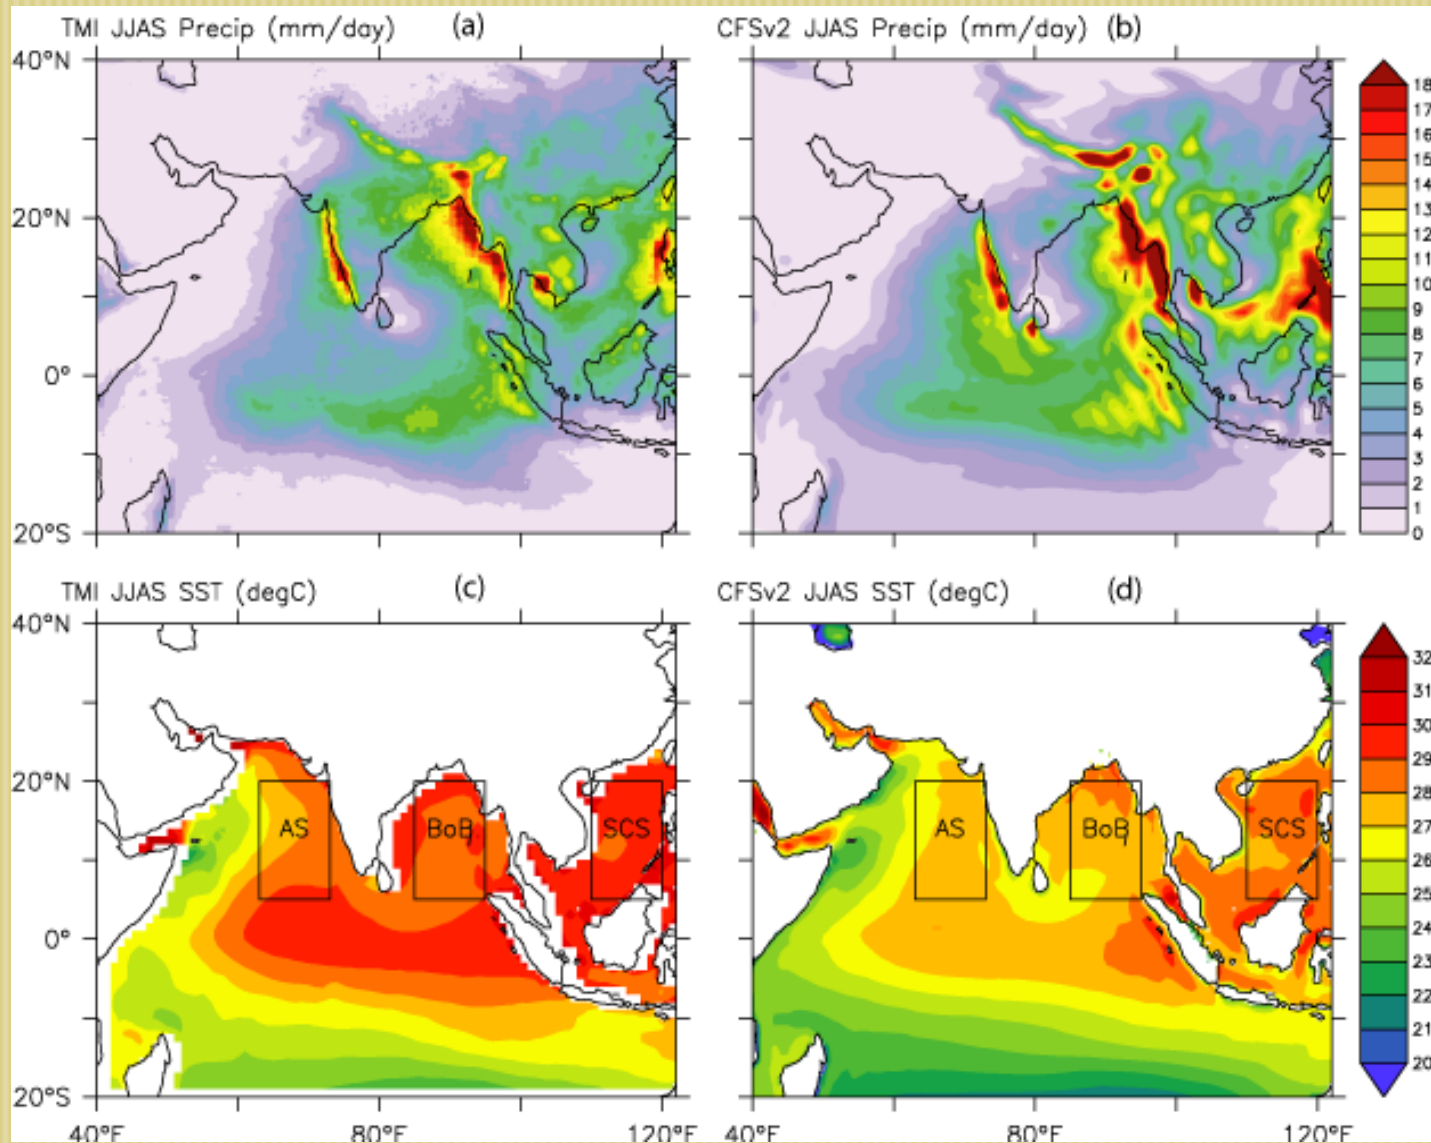 TMI JJAS Precip (mm/day) (a)
CFSv2 JJAS Precip (mm/day) (b)
40°N
20°N
0°
20°S
40°E 80°E 120°E
18
17
16
15
14
13
12
11
10
9
8
7
6
5
4
3
2
1
0
TMI JJAS SST (degC) (c)
CFSv2 JJAS SST (degC) (d)
40°N
20°N
0°
20°S
AS BoB SCS
AS BoB SCS
40°E 80°E 120°E
40°E 80°E 120°E
32
31
30
29
28
27
26
25
24
23
22
21
20